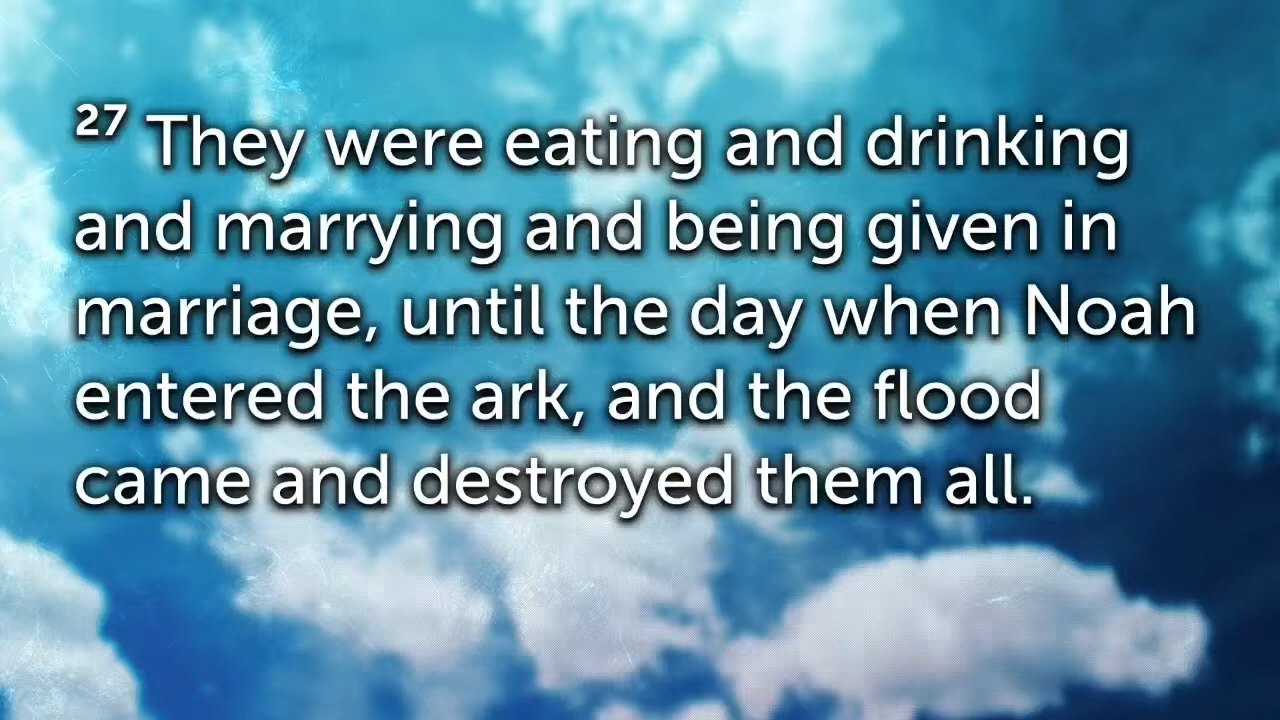 27 They were eating and drinking
and marrying and being given in
marriage, until the day when Noah
entered the ark, and the flood
came and destroyed them all.